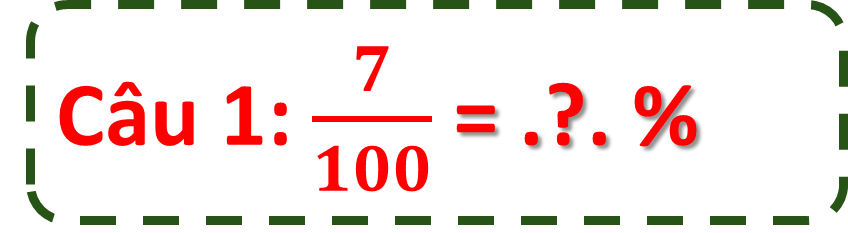 Câu 1: 7/100 = .?. %